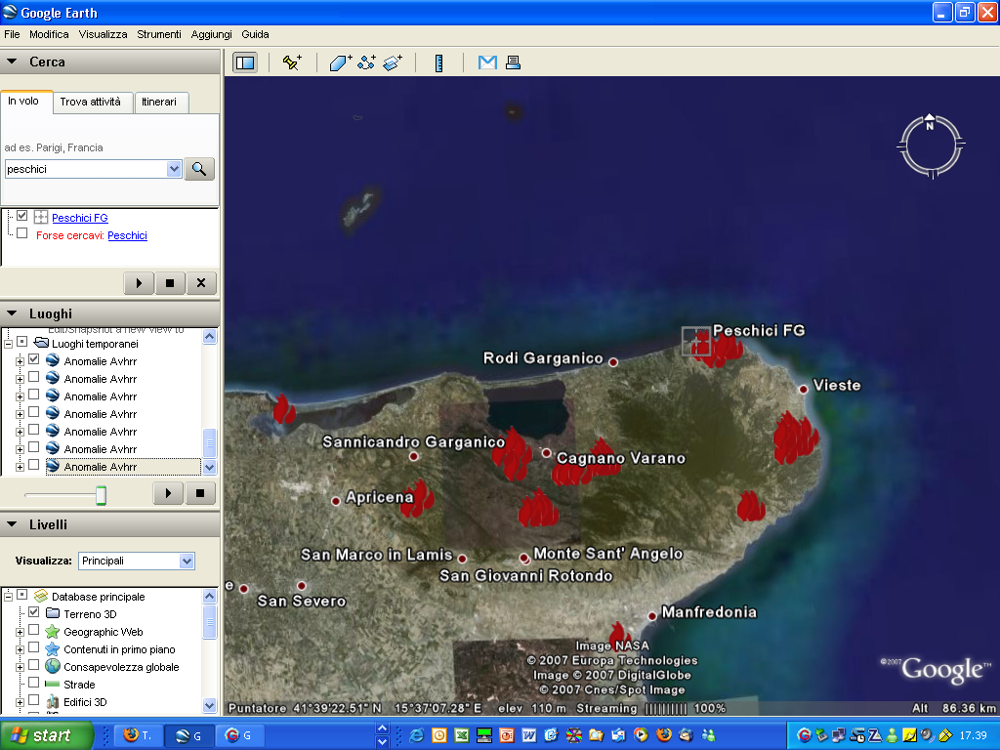 Google Earth
File Modifica Visualizza Strumenti Aggiungi Guida
Cerca
In volo Trova attività Itinerari
ad es. Parigi, Francia
peschici
Peschici FG
Forse cercavi: Peschici
Luoghi
Edit/Snapshot a new view to
Luoghi temporanei
Anomalie Avhrr
Anomalie Avhrr
Anomalie Avhrr
Anomalie Avhrr
Anomalie Avhrr
Anomalie Avhrr
Anomalie Avhrr
Livelli
Visualizza: Principali
Database principale
Terreno 3D
Geographic Web
Contenuti in primo piano
Consapevolezza globale
Strade
Edifici 3D
N
Peschici FG
Rodi Garganico
Vieste
Sannicandro Garganico
Cagnano Varano
Apricena
San Marco in Lamis
Monte Sant' Angelo
San Giovanni Rotondo
e
San Severo
Manfredonia
Image NASA
© 2007 Europa Technologies
Image © 2007 DigitalGlobe
© 2007 Cnes/Spot Image
©2007 Google™
Puntatore 41°39'22.51" N 15°37'07.28" E elev 110 m Streaming |||||||||| 100% Alt 86.36 km
start T. G G 17.39